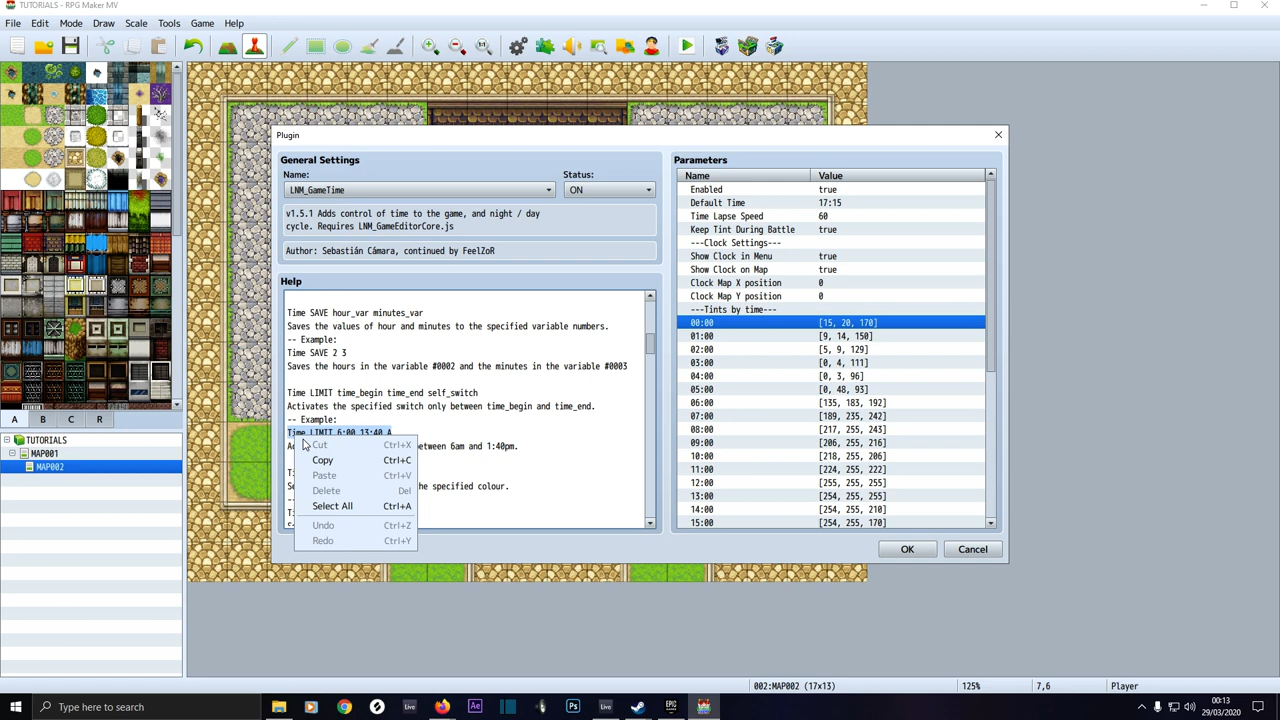 TUTORIALS - RPG Maker MV
File Edit Mode Draw Scale Tools Game Help
Plugin
General Settings
Name: Status:
LNM_GameTime ON
v1.5.1 Adds control of time to the game, and night / day
cycle. Requires LNM_GameEditorCore.js
Author: Sebastián Cámara, continued by FeelZoR
Help
Time SAVE hour_var minutes_var
Saves the values of hour and minutes to the specified variable numbers.
-- Example:
Time SAVE 2 3
Saves the hours in the variable #0002 and the minutes in the variable #0003
Time LIMIT time_begin time_end self_switch
Activates the specified switch only between time_begin and time_end.
-- Example:
Time LIMIT 6:00 13:40 A
between 6am and 1:40pm.
the specified colour.
Cut Ctrl+X
Copy Ctrl+C
Paste Ctrl+V
Delete Del
Select All Ctrl+A
Undo Ctrl+Z
Redo Ctrl+Y
Parameters
Name Value
Enabled true
Default Time 17:15
Time Lapse Speed 60
Keep Tint During Battle true
---Clock Settings---
Show Clock in Menu true
Show Clock on Map true
Clock Map X position 0
Clock Map Y position 0
---Tints by time---
00:00 [15, 20, 170]
01:00 [9, 14, 150]
02:00 [5, 9, 129]
03:00 [0, 4, 111]
04:00 [0, 3, 96]
05:00 [0, 48, 93]
06:00 [135, 183, 192]
07:00 [189, 235, 242]
08:00 [217, 243, 231]
09:00 [206, 254, 216]
10:00 [218, 255, 206]
11:00 [224, 255, 222]
12:00 [255, 255, 255]
13:00 [254, 255, 255]
14:00 [254, 255, 210]
15:00 [254, 255, 170]
OK Cancel
A B C R
TUTORIALS
MAP001
MAP002
002:MAP002 (17x13) 125% 7,6 Player
Type here to search
00:13
29/03/2020